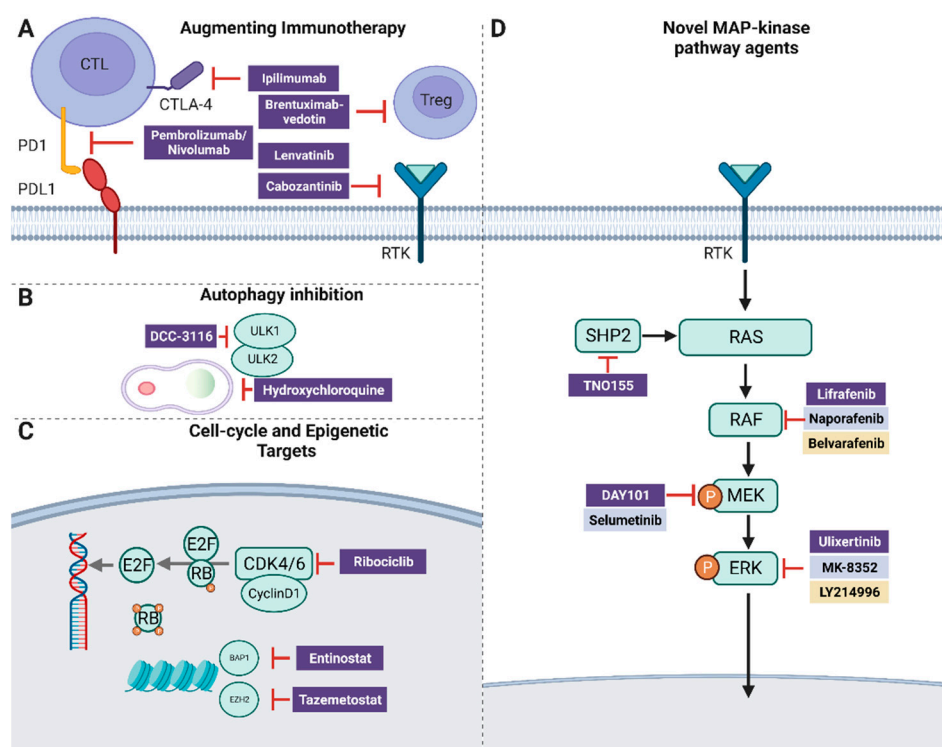 A
Augmenting Immunotherapy
CTL
CTLA-4
Ipilimumab
Brentuximab-
vedotin
Treg
PD1
Pembrolizumab/
Nivolumab
Lenvatinib
PDL1
Cabozantinib
RTK
B
Autophagy inhibition
DCC-3116
ULK1
ULK2
Hydroxychloroquine
C
Cell-cycle and Epigenetic
Targets
E2F
E2F
RB
P
CDK4/6
CyclinD1
Ribociclib
P
P
RB
P
P
BAP1
Entinostat
EZH2
Tazemetostat
D
Novel MAP-kinase
pathway agents
RTK
SHP2
RAS
TNO155
RAF
Lifrafenib
Naporafenib
Belvarafenib
DAY101
Selumetinib
P
MEK
P
ERK
Ulixertinib
MK-8352
LY214996